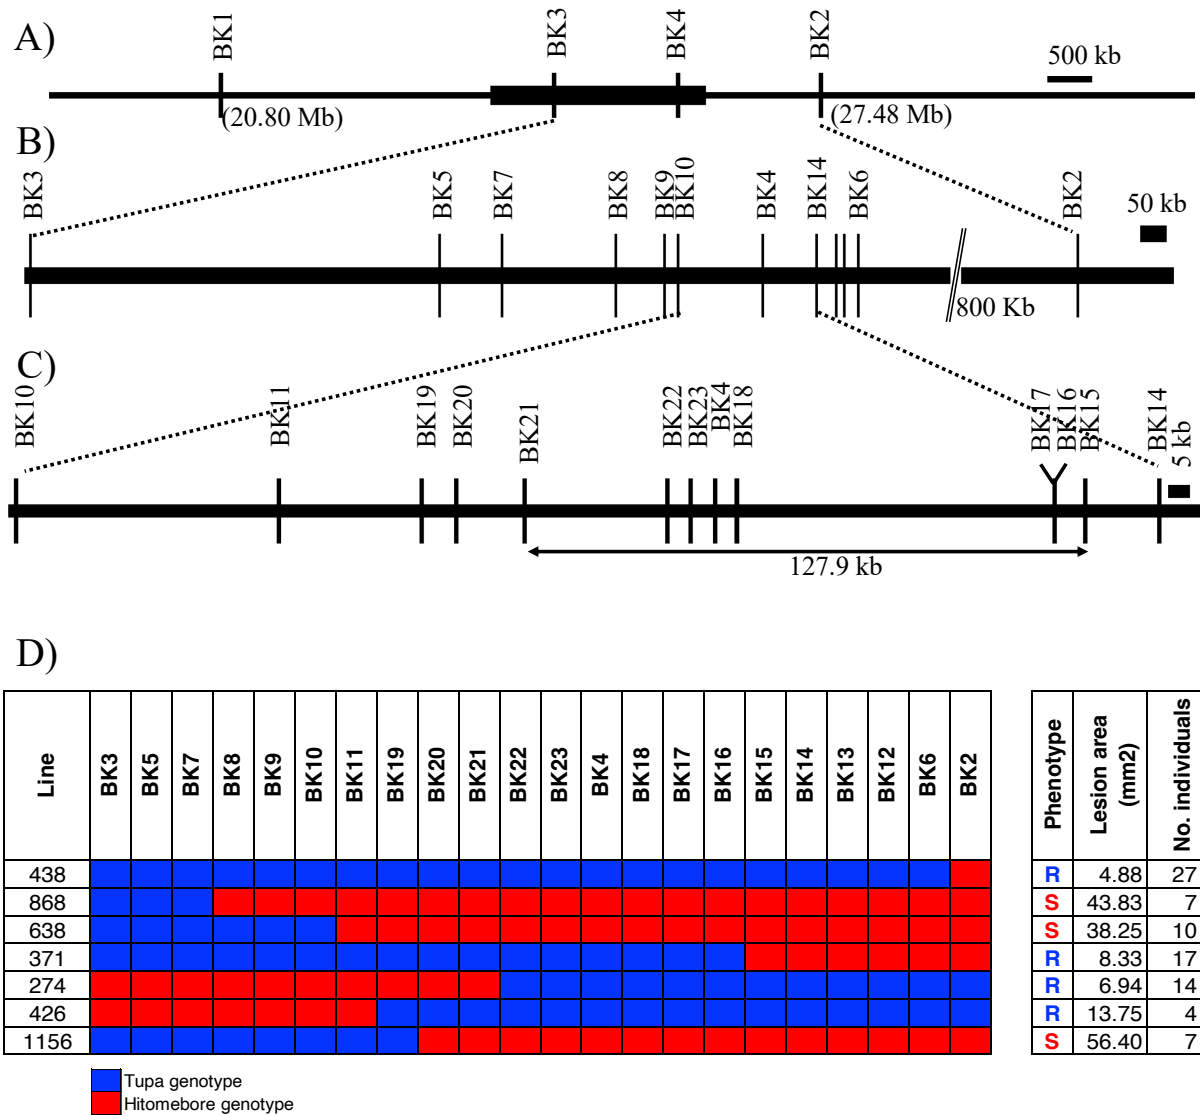 A)
BK1
BK3
BK4
BK2
500 kb
(20.80 Mb)
(27.48 Mb)
B)
BK3
BK5
BK7
BK8
BK9
BK10
BK4
BK14
BK6
BK2
50 kb
800 Kb
C)
BK10
BK11
BK19
BK20
BK21
BK22
BK23
BK4
BK18
BK17
BK16
BK15
BK14
5 kb
127.9 kb
D)
Line BK3 BK5 BK7 BK8 BK9 BK10 BK11 BK19 BK20 BK21 BK22 BK23 BK4 BK18 BK17 BK16 BK15 BK14 BK13 BK12 BK6 BK2 Phenotype Lesion area (mm2) No. individuals
438 R 4.88 27
868 S 43.83 7
638 S 38.25 10
371 R 8.33 17
274 R 6.94 14
426 R 13.75 4
1156 S 56.40 7
Tupa genotype
Hitomebore genotype